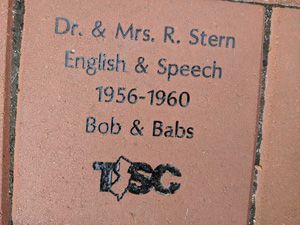 Dr. & Mrs. R. Stern
English & Speech
1956-1960
Bob & Babs
TSC